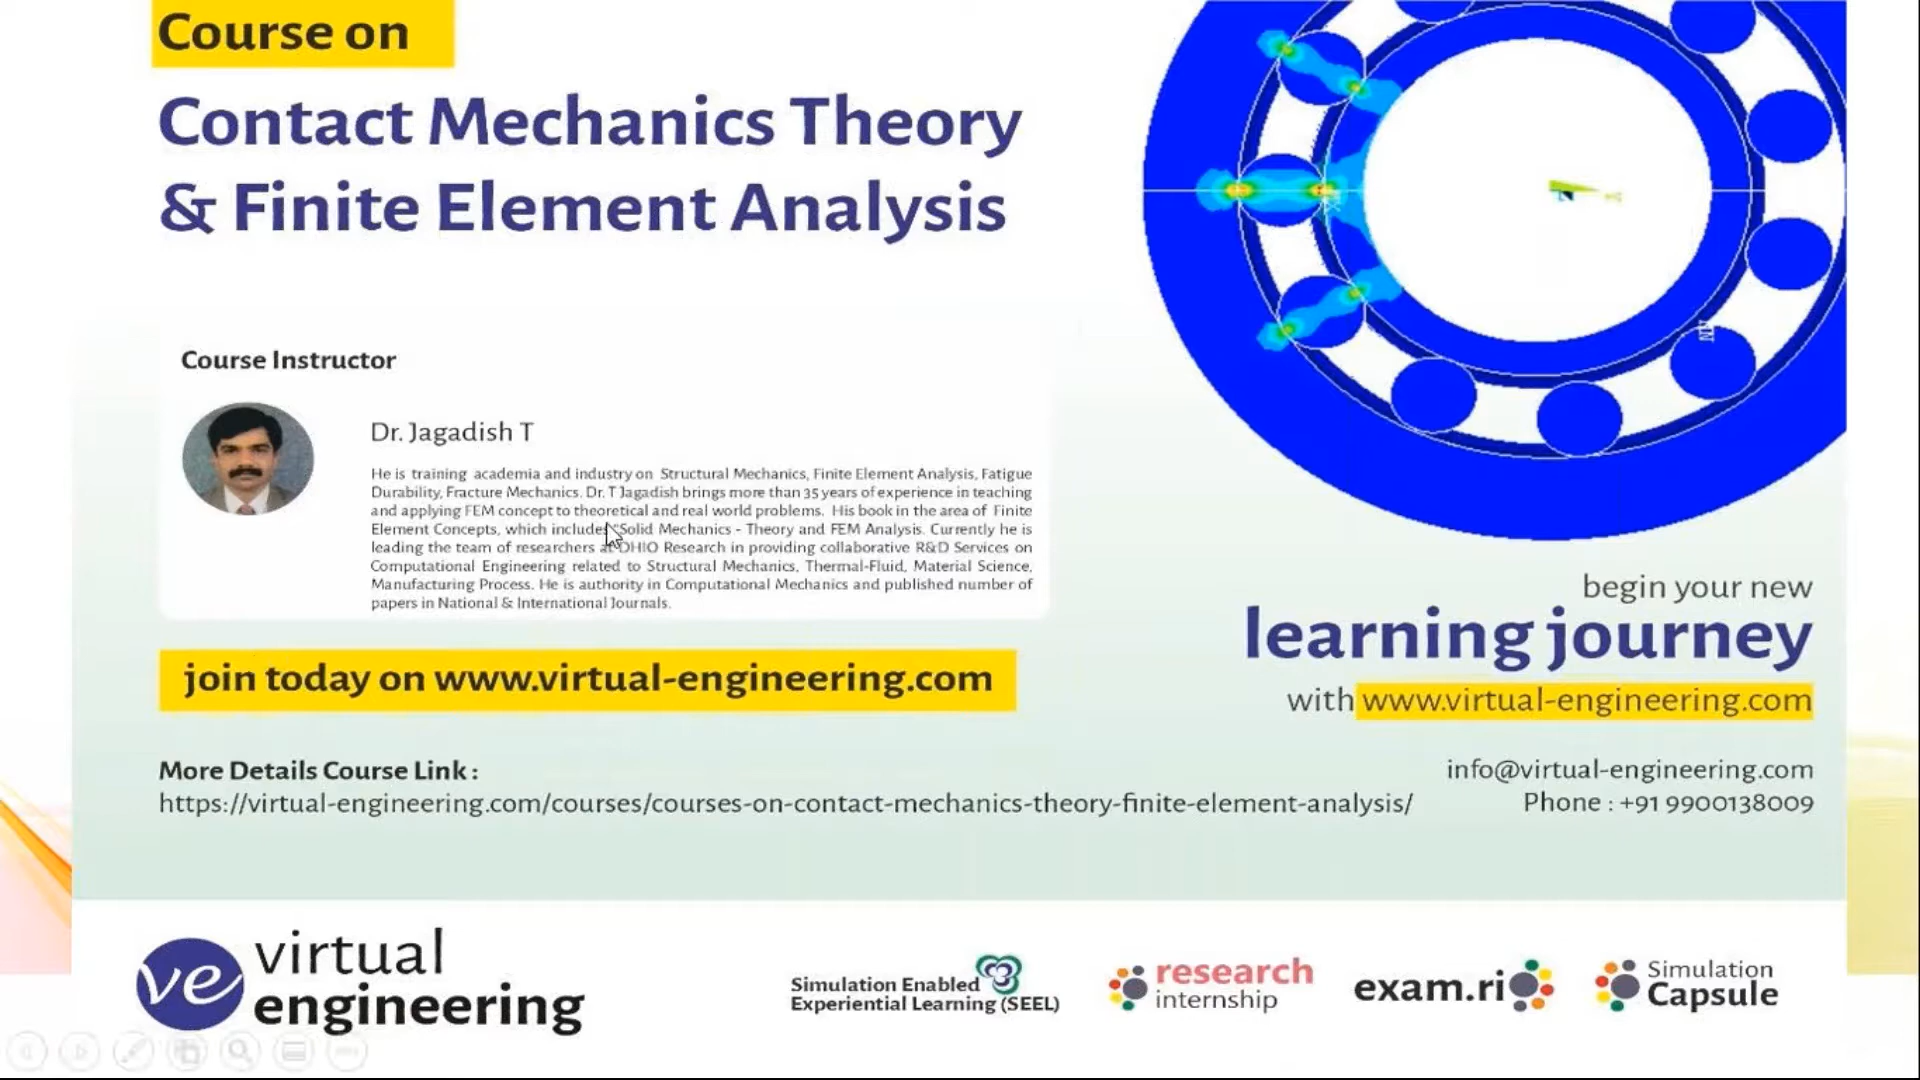 Course on
Contact Mechanics Theory
& Finite Element Analysis
Course Instructor
Dr. Jagadish T
He is training academia and industry on Structural Mechanics, Finite Element Analysis, Fatigue
Durability, Fracture Mechanics. Dr. T Jagadish brings more than 35 years of experience in teaching
and applying FEM concept to theoretical and real world problems. His book in the area of Finite
Element Concepts, which includes "Solid Mechanics - Theory and FEM Analysis. Currently he is
leading the team of researchers at DHIO Research in providing collaborative R&D Services on
Computational Engineering related to Structural Mechanics, Thermal-Fluid, Material Science,
Manufacturing Process. He is authority in Computational Mechanics and published number of
papers in National & International Journals.
join today on www.virtual-engineering.com
begin your new
learning journey
with www.virtual-engineering.com
More Details Course Link :
https://virtual-engineering.com/courses/courses-on-contact-mechanics-theory-finite-element-analysis/
info@virtual-engineering.com
Phone : +91 9900138009
ve virtual
engineering
Simulation Enabled
Experiential Learning (SEEL)
research
internship
exam.ri
Simulation
Capsule